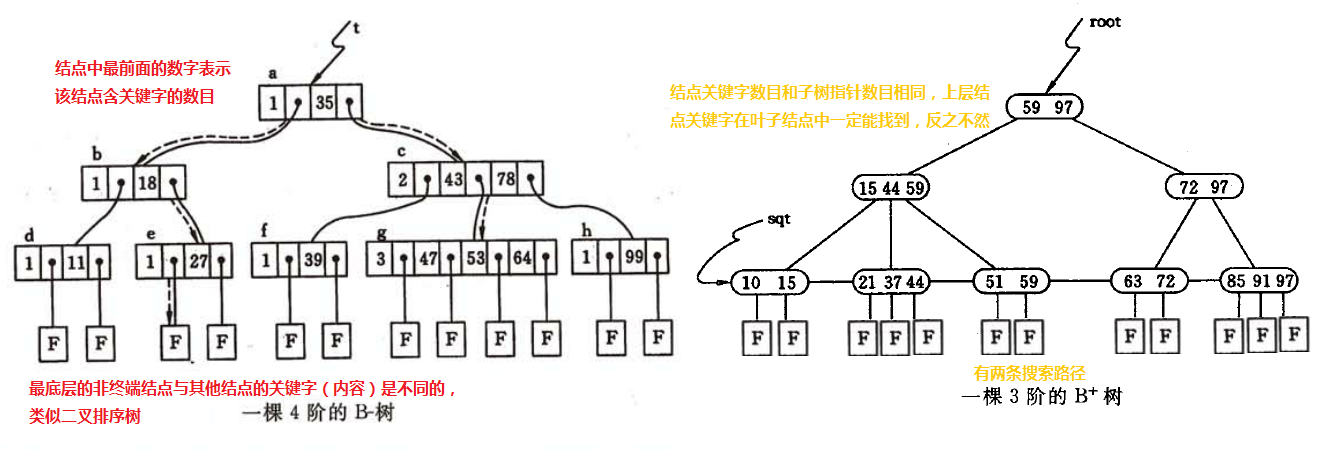 t
结点中最前面的数字表示
该结点含关键字的数目
a
1 35
b
1 18
c
2 43 78
d
1 11
e
1 27
f
1 39
g
3 47 53 64
h
1 99
F F F F F F F F F F F
最底层的非终端结点与其他结点的关键字（内容）是不同的，
类似二叉排序树
一棵 4 阶的 B-树
root
结点关键字数目和子树指针数目相同，上层结
点关键字在叶子结点中一定能找到，反之不然
59 97
15 44 59
72 97
sqt
10 15
21 37 44
51 59
63 72
85 91 97
F F F F F F F F F F F F
有两条搜索路径
一棵 3 阶的 B+ 树